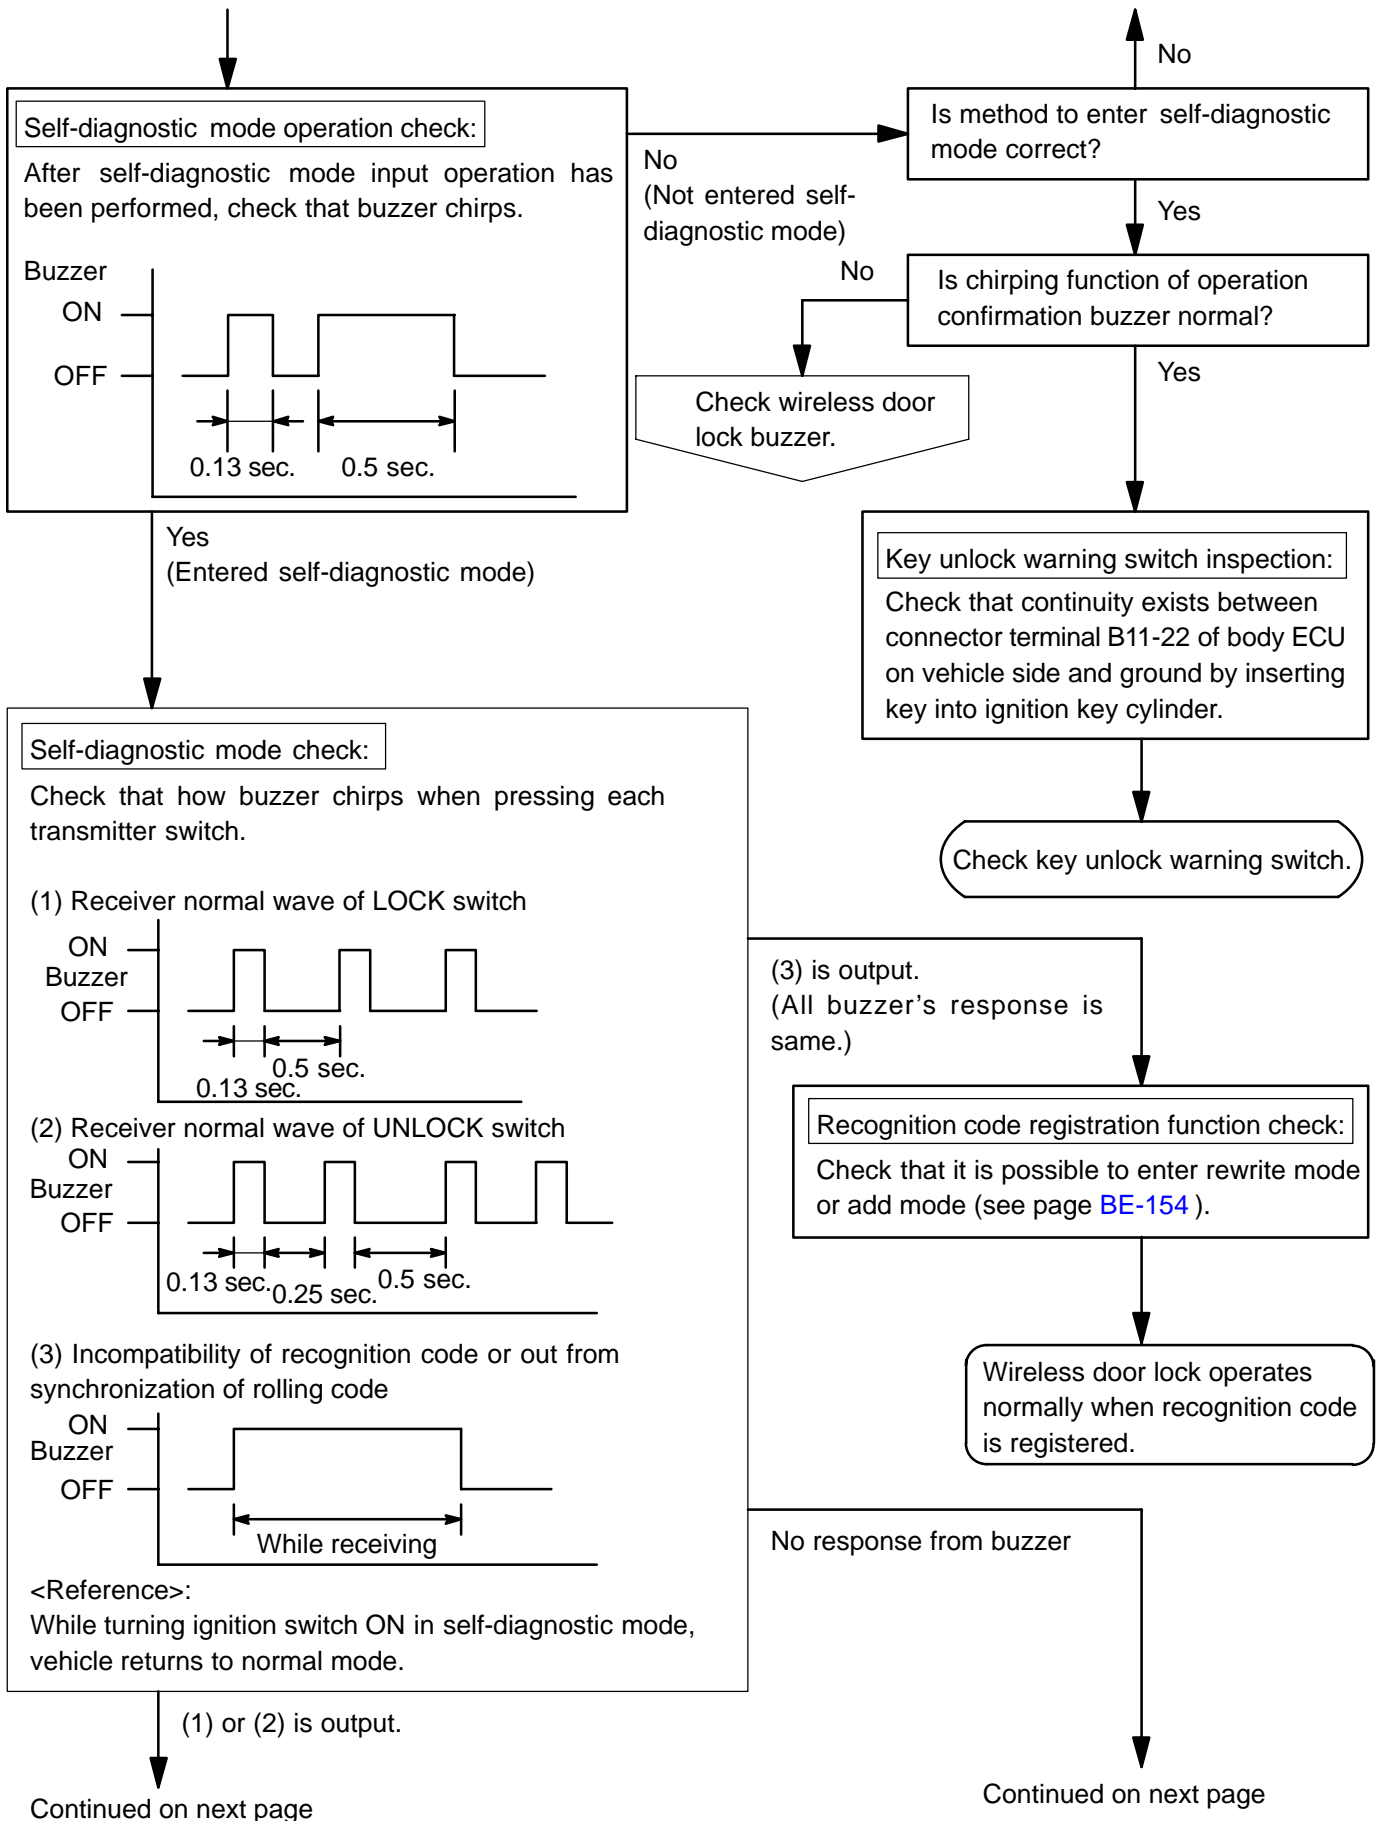 No
Self-diagnostic mode operation check:
After self-diagnostic mode input operation has
been performed, check that buzzer chirps.
Buzzer
ON
OFF
0.13 sec.
0.5 sec.
No
(Not entered self-
diagnostic mode)
Is method to enter self-diagnostic
mode correct?
Yes
No
Is chirping function of operation
confirmation buzzer normal?
Yes
Check wireless door
lock buzzer.
Yes
(Entered self-diagnostic mode)
Key unlock warning switch inspection:
Check that continuity exists between
connector terminal B11-22 of body ECU
on vehicle side and ground by inserting
key into ignition key cylinder.
Check key unlock warning switch.
Self-diagnostic mode check:
Check that how buzzer chirps when pressing each
transmitter switch.
(1) Receiver normal wave of LOCK switch
ON
Buzzer
OFF
0.5 sec.
0.13 sec.
(2) Receiver normal wave of UNLOCK switch
ON
Buzzer
OFF
0.13 sec.
0.25 sec.
0.5 sec.
(3) Incompatibility of recognition code or out from
synchronization of rolling code
ON
Buzzer
OFF
While receiving
<Reference>:
While turning ignition switch ON in self-diagnostic mode,
vehicle returns to normal mode.
(3) is output.
(All buzzer's response is
same.)
Recognition code registration function check:
Check that it is possible to enter rewrite mode
or add mode (see page BE-154 ).
Wireless door lock operates
normally when recognition code
is registered.
No response from buzzer
(1) or (2) is output.
Continued on next page
Continued on next page